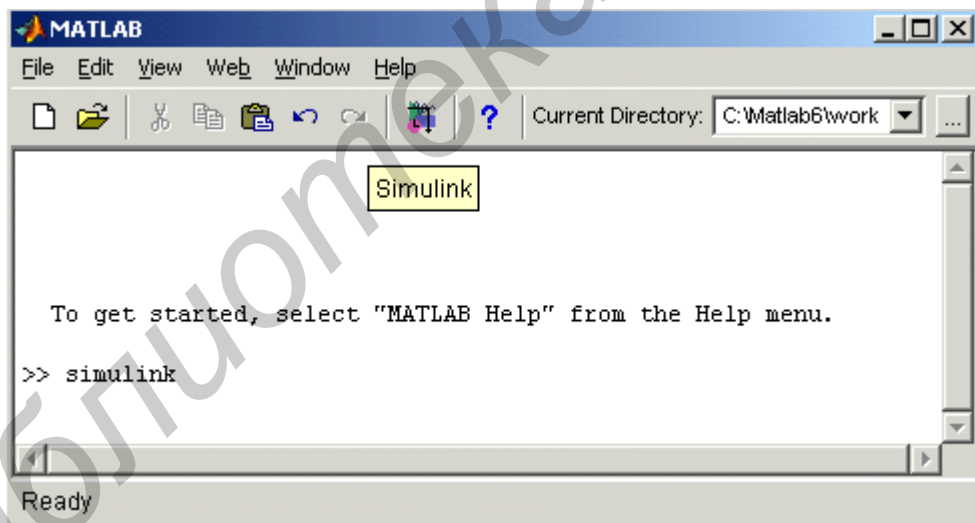 MATLAB
File Edit View Web Window Help
? Current Directory: C:\Matlab6\work ...
Simulink
To get started, select "MATLAB Help" from the Help menu.
>> simulink
Ready
блиотека